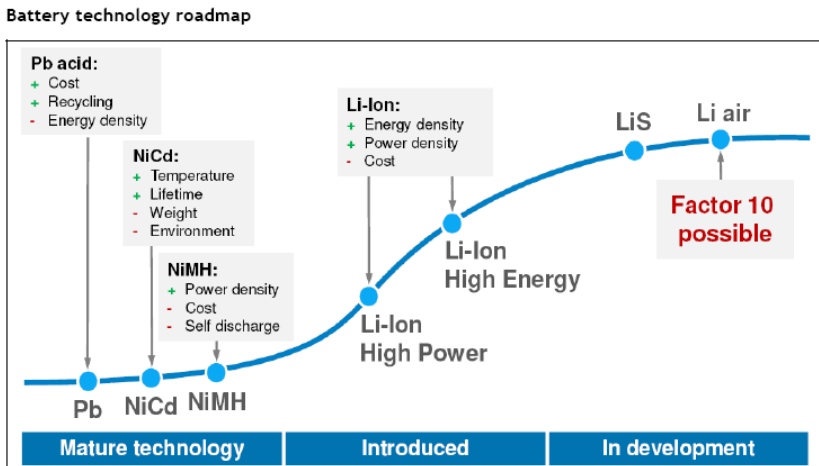 Battery technology roadmap
Pb acid:
+ Cost
+ Recycling
- Energy density
NiCd:
+ Temperature
+ Lifetime
- Weight
- Environment
NiMH:
+ Power density
- Cost
- Self discharge
Li-Ion:
+ Energy density
+ Power density
- Cost
LiS
Li air
Factor 10
possible
Li-Ion
High Energy
Li-Ion
High Power
Pb
NiCd
NiMH
Mature technology
Introduced
In development